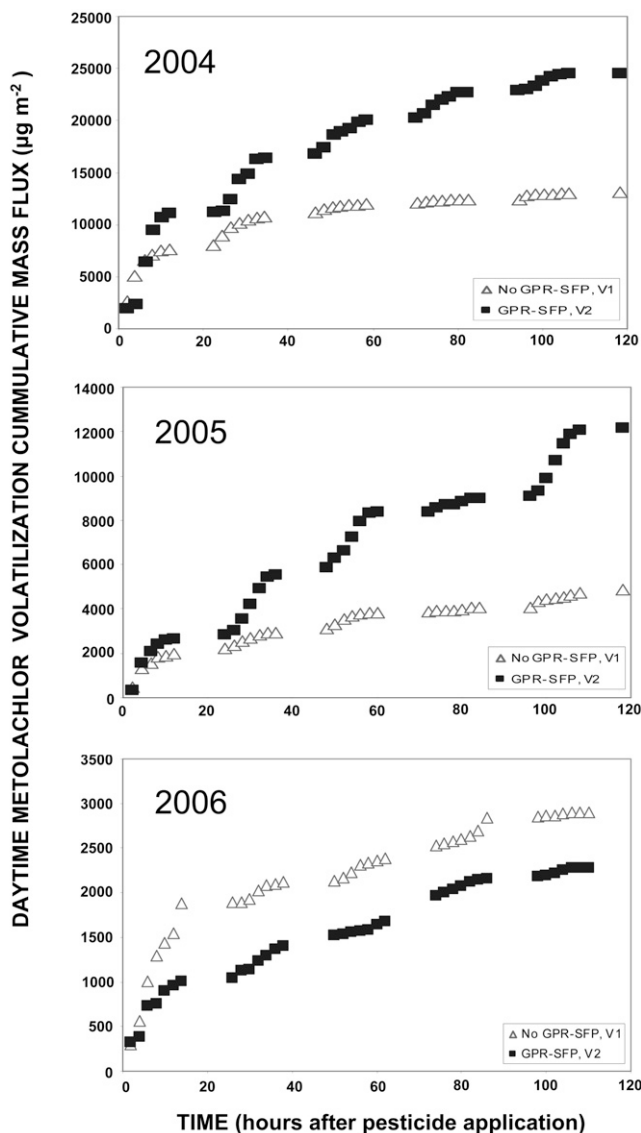 DAYTIME METOLACHLOR VOLATILIZATION CUMMULATIVE MASS FLUX (µg m-2)
2004
25000
20000
15000
10000
5000
0
0 20 40 60 80 100 120
No GPR-SFP, V1
GPR-SFP, V2
2005
14000
12000
10000
8000
6000
4000
2000
0
0 20 40 60 80 100 120
No GPR-SFP, V1
GPR-SFP, V2
2006
3500
3000
2500
2000
1500
1000
500
0
0 20 40 60 80 100 120
No GPR-SFP, V1
GPR-SFP, V2
TIME (hours after pesticide application)